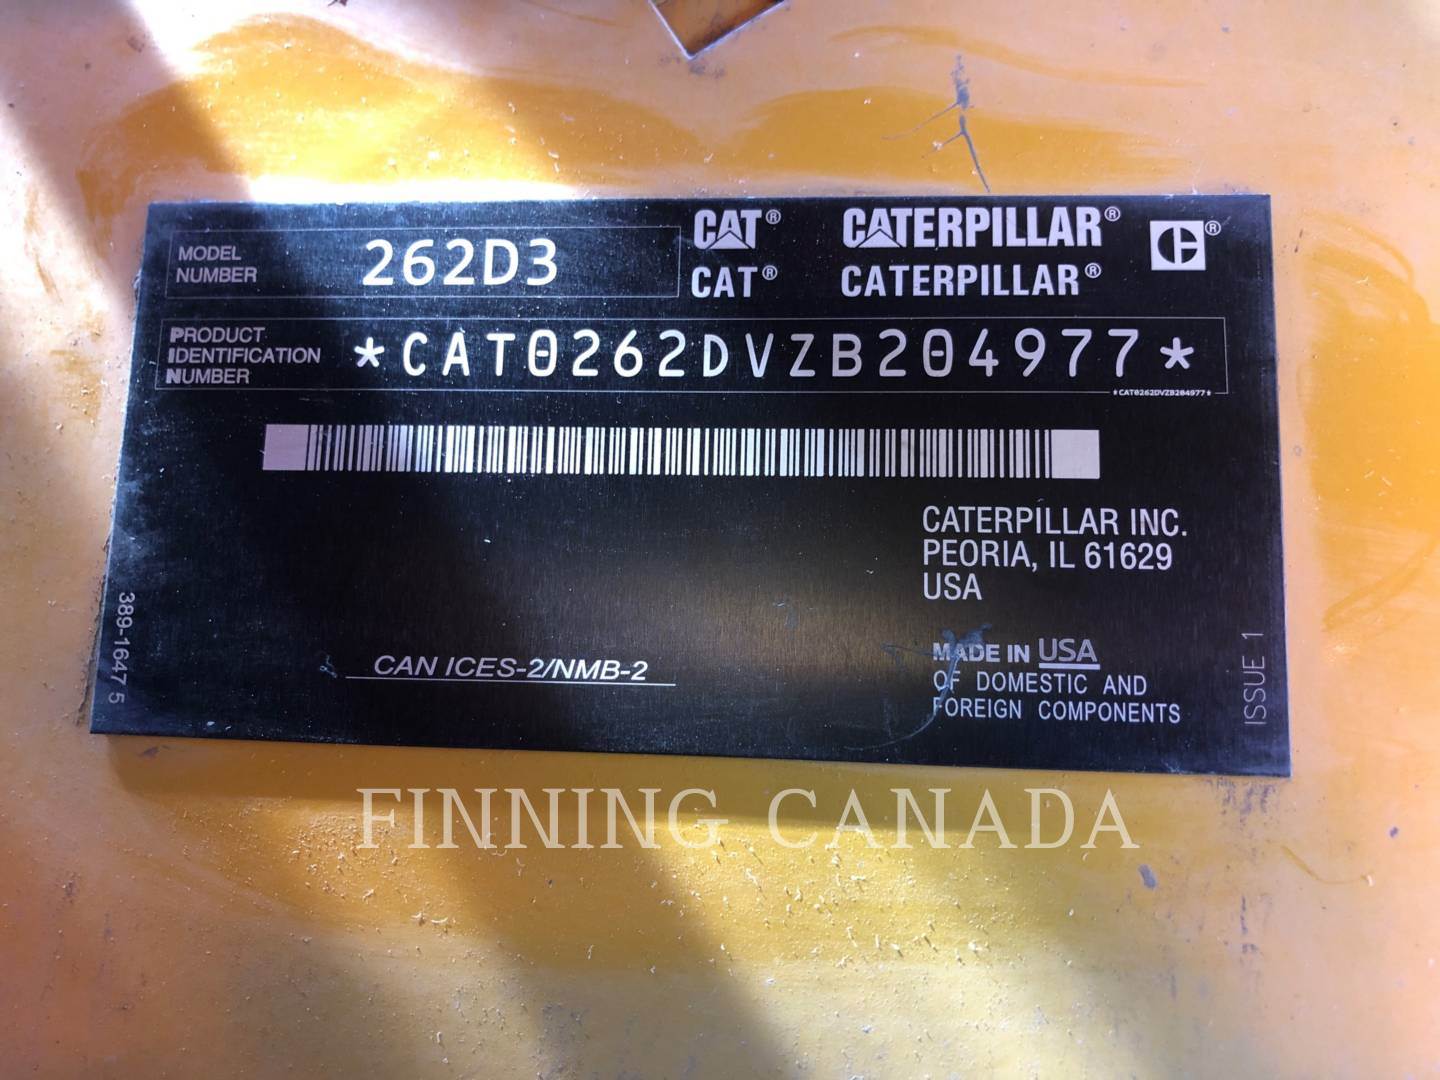 MODEL NUMBER 262D3
CAT® CATERPILLAR® ®
CAT® CATERPILLAR®
PRODUCT IDENTIFICATION NUMBER *CAT0262DVZB204977*
*CAT0262DVZB204977*
CATERPILLAR INC.
PEORIA, IL 61629
USA
389-1647 5
CAN ICES-2/NMB-2
MADE IN USA
OF DOMESTIC AND
FOREIGN COMPONENTS
ISSUE 1
FINNING CANADA